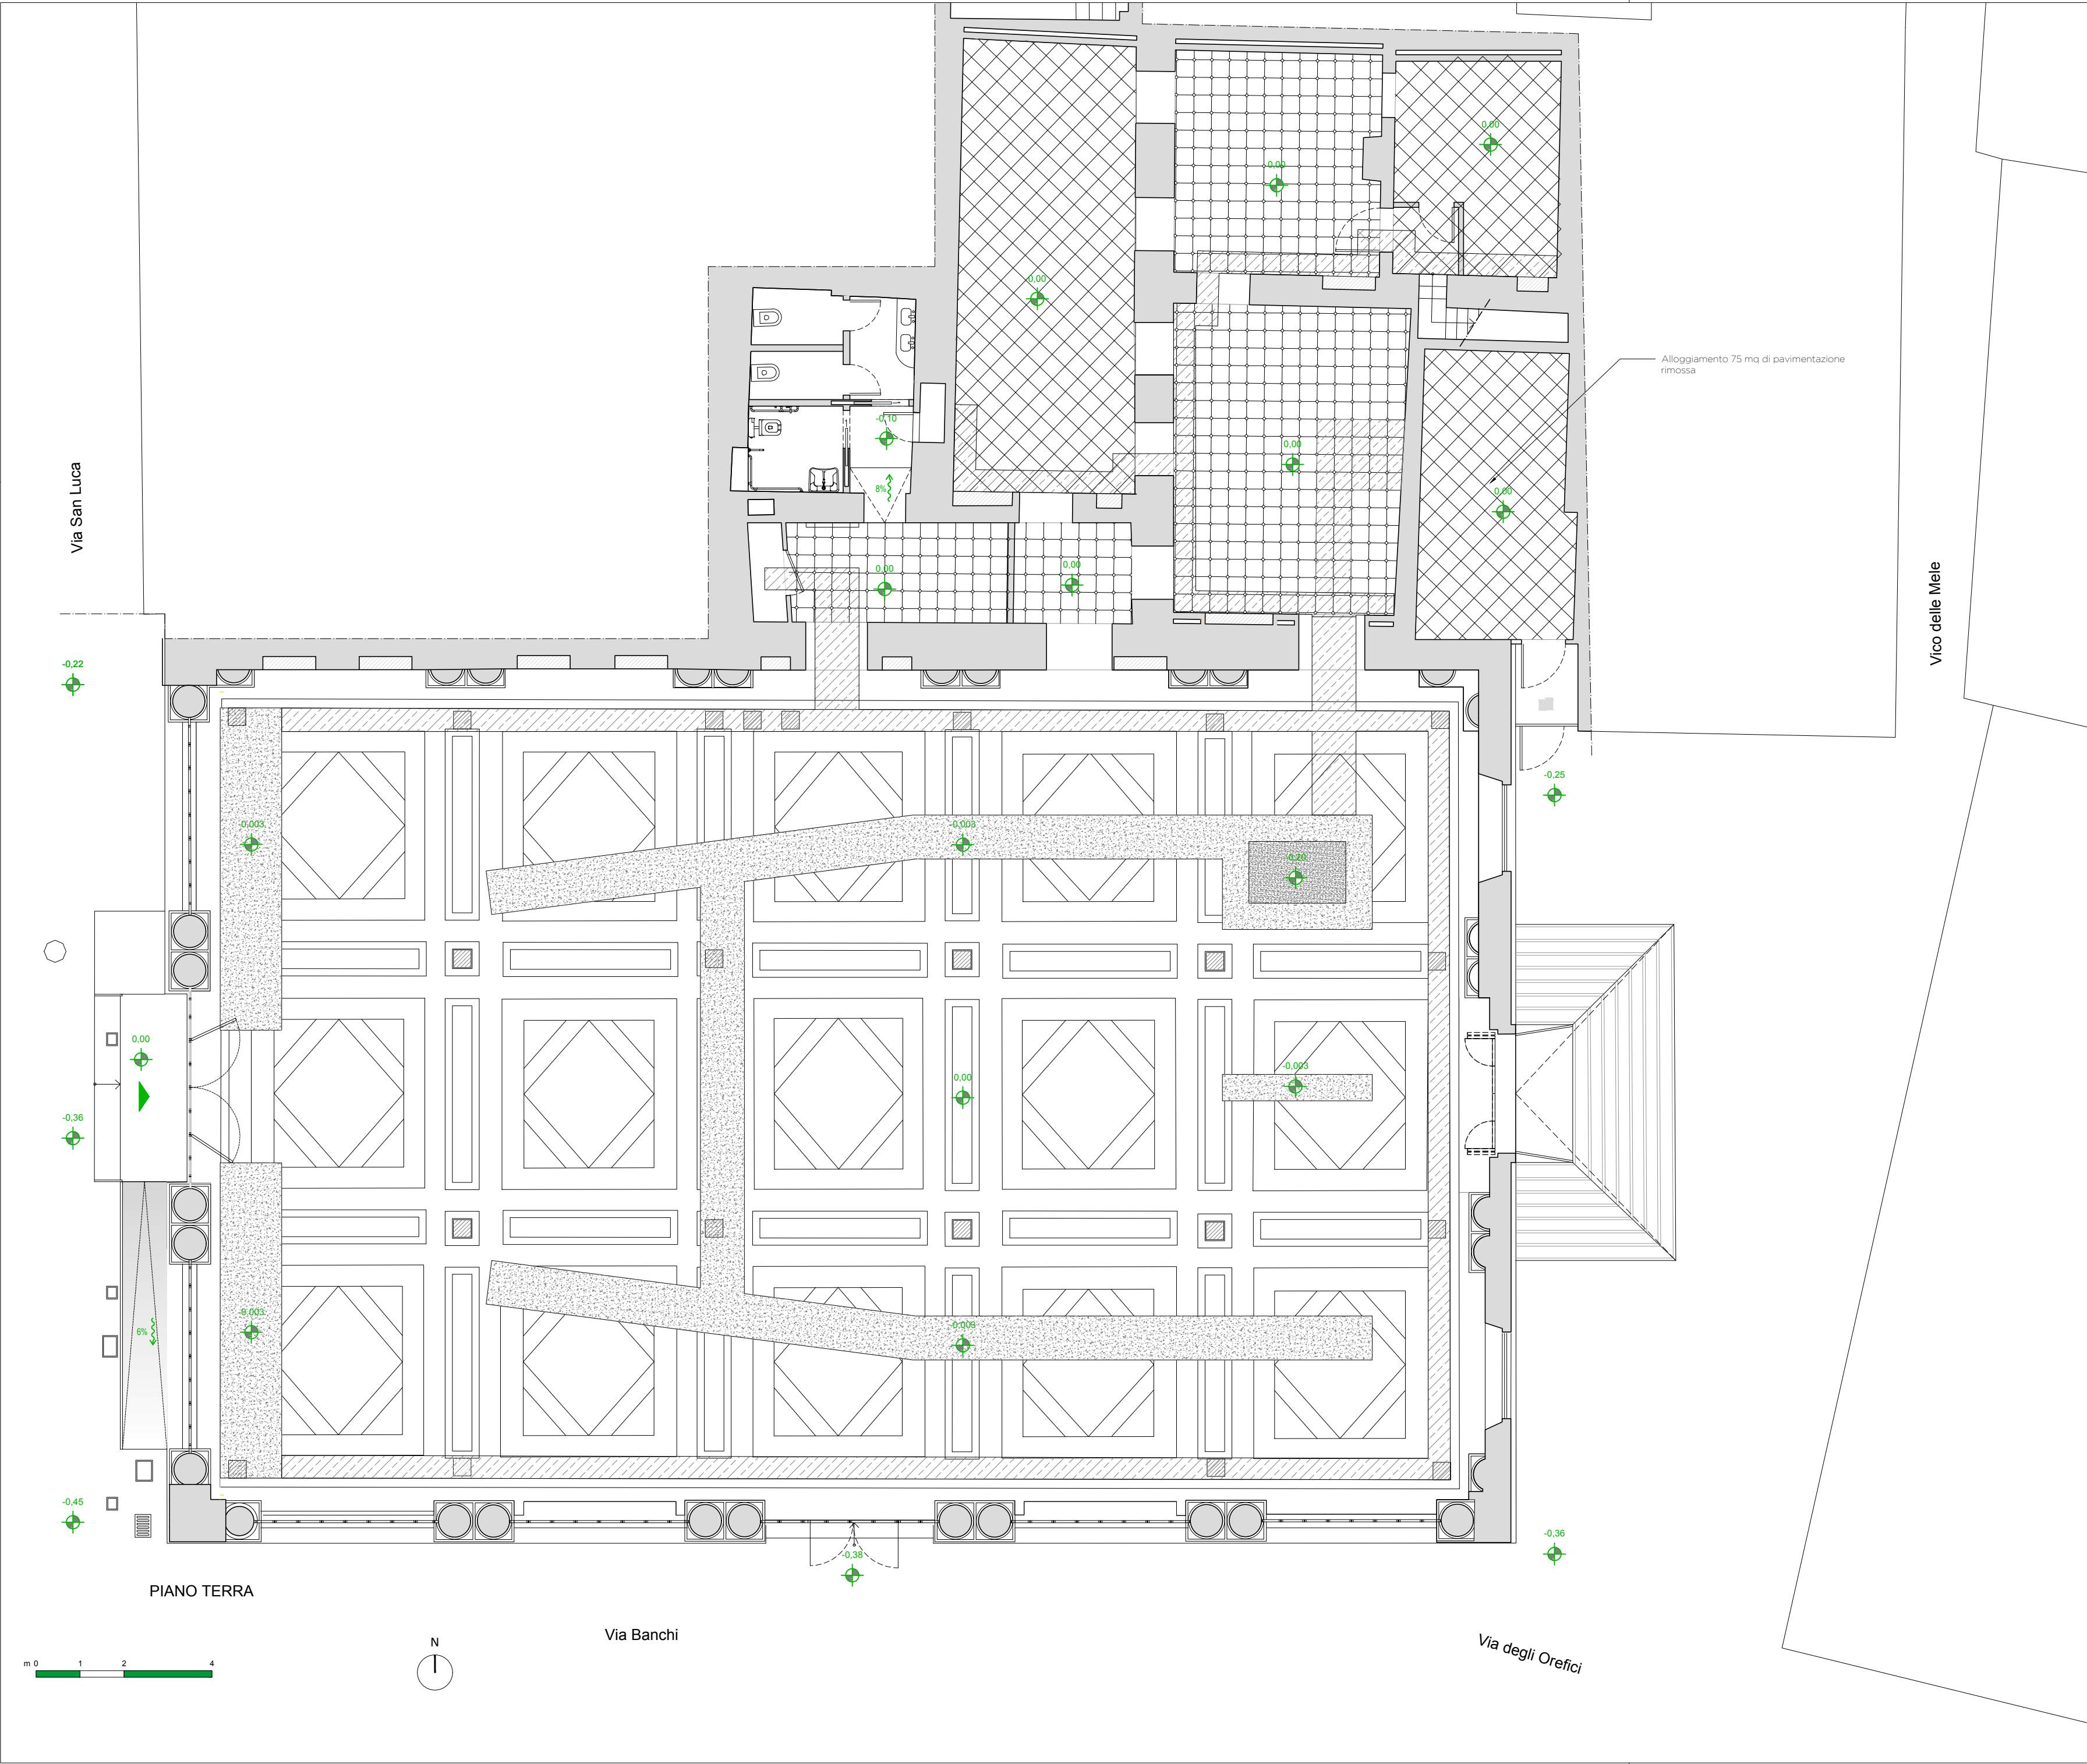 0,00
0,00
0,00
Alloggiamento 75 mq di pavimentazione
rimossa
-0,10
0,00
8%
0,00
Via San Luca
Vico delle Mele
0,00
0,00
-0,22
-0,25
-0,003
-0,003
-0,20
0,00
-0,003
0,00
-0,36
-0,003
6%
-0,003
-0,45
-0,38
-0,36
PIANO TERRA
Via Banchi
Via degli Orefici
N
m 0 1 2 4